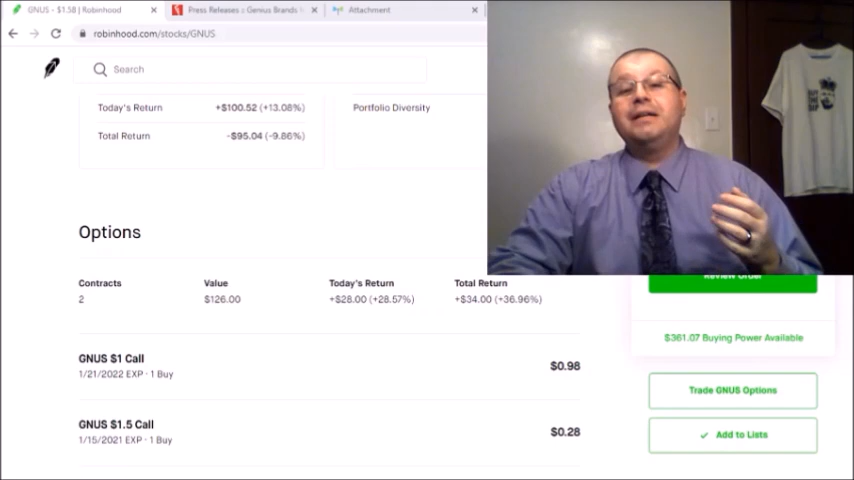 GNUS - $1.58 | Robinhood
Press Releases :: Genius Brands
Attachment
robinhood.com/stocks/GNUS
Search
Today's Return +$100.52 (+13.08%)
Portfolio Diversity
Total Return -$95.04 (-9.86%)
Options
Contracts Value Today's Return Total Return
2 $126.00 +$28.00 (+28.57%) +$34.00 (+36.96%)
GNUS $1 Call
1/21/2022 EXP · 1 Buy
$0.98
GNUS $1.5 Call
1/15/2021 EXP · 1 Buy
$0.28
Review Order
$361.07 Buying Power Available
Trade GNUS Options
Add to Lists
BUY
THE
DIP